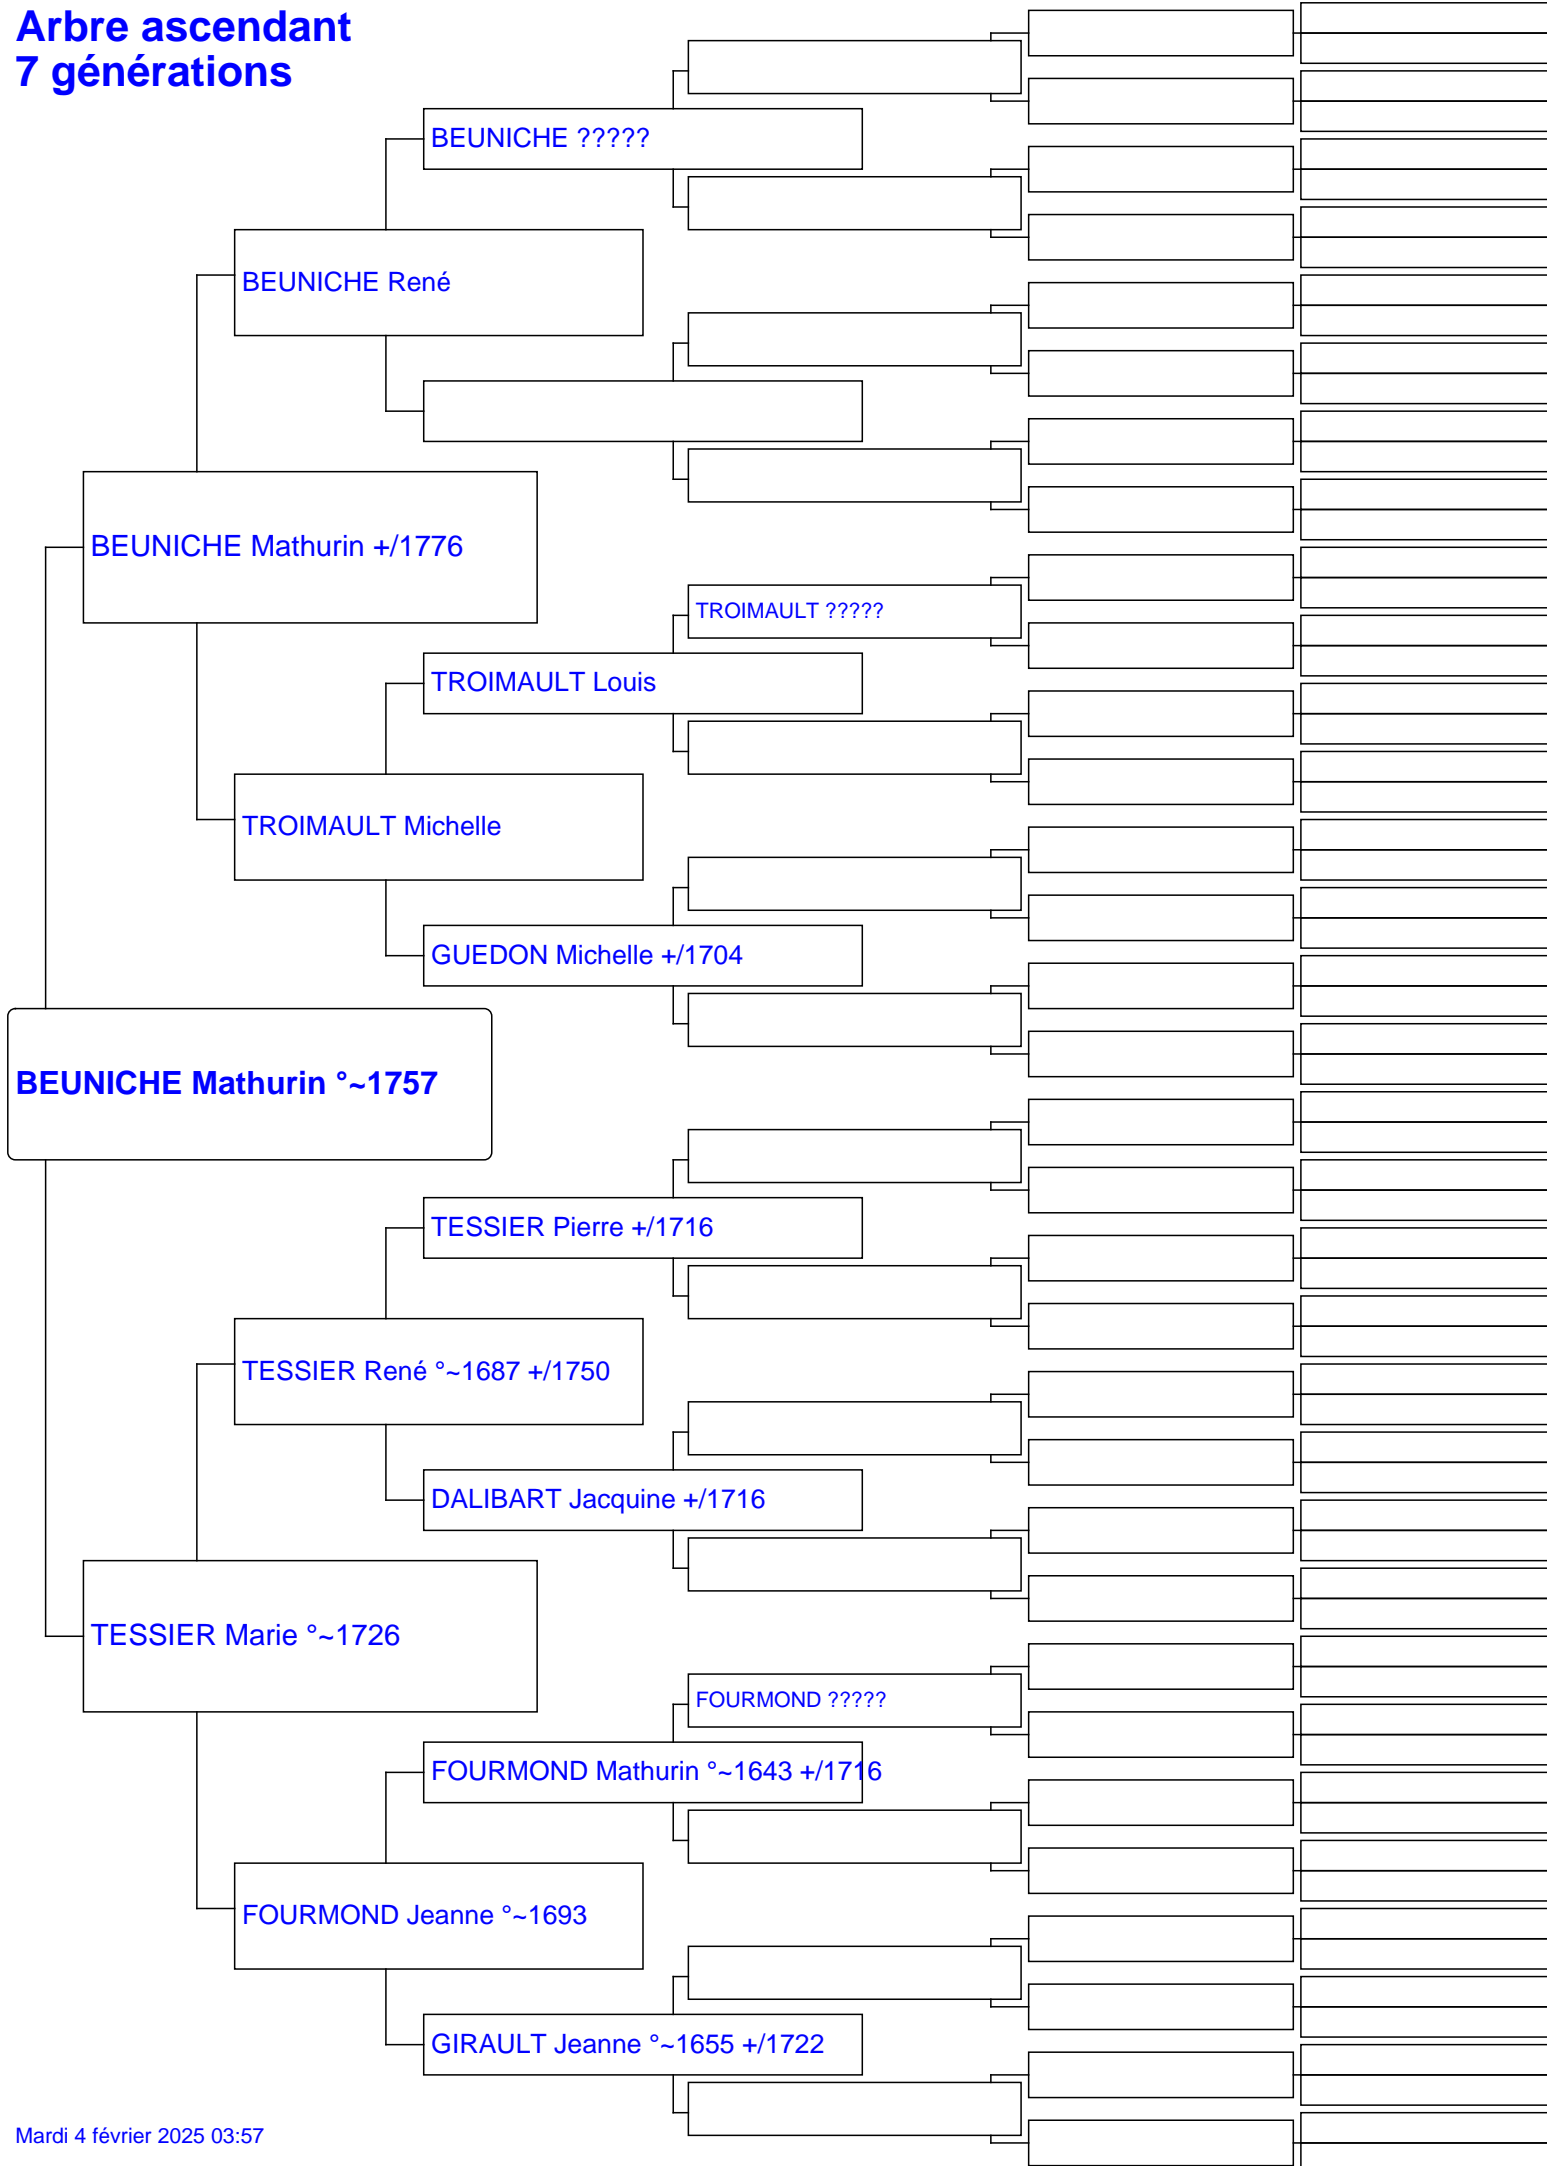 Arbre ascendant
7 générations
BEUNICHE ?????
BEUNICHE René
BEUNICHE Mathurin +/1776
TROIMAULT ?????
TROIMAULT Louis
TROIMAULT Michelle
GUEDON Michelle +/1704
BEUNICHE Mathurin °~1757
TESSIER Pierre +/1716
TESSIER René °~1687 +/1750
DALIBART Jacquine +/1716
TESSIER Marie °~1726
FOURMOND ?????
FOURMOND Mathurin °~1643 +/1716
FOURMOND Jeanne °~1693
GIRAULT Jeanne °~1655 +/1722
Mardi 4 février 2025 03:57